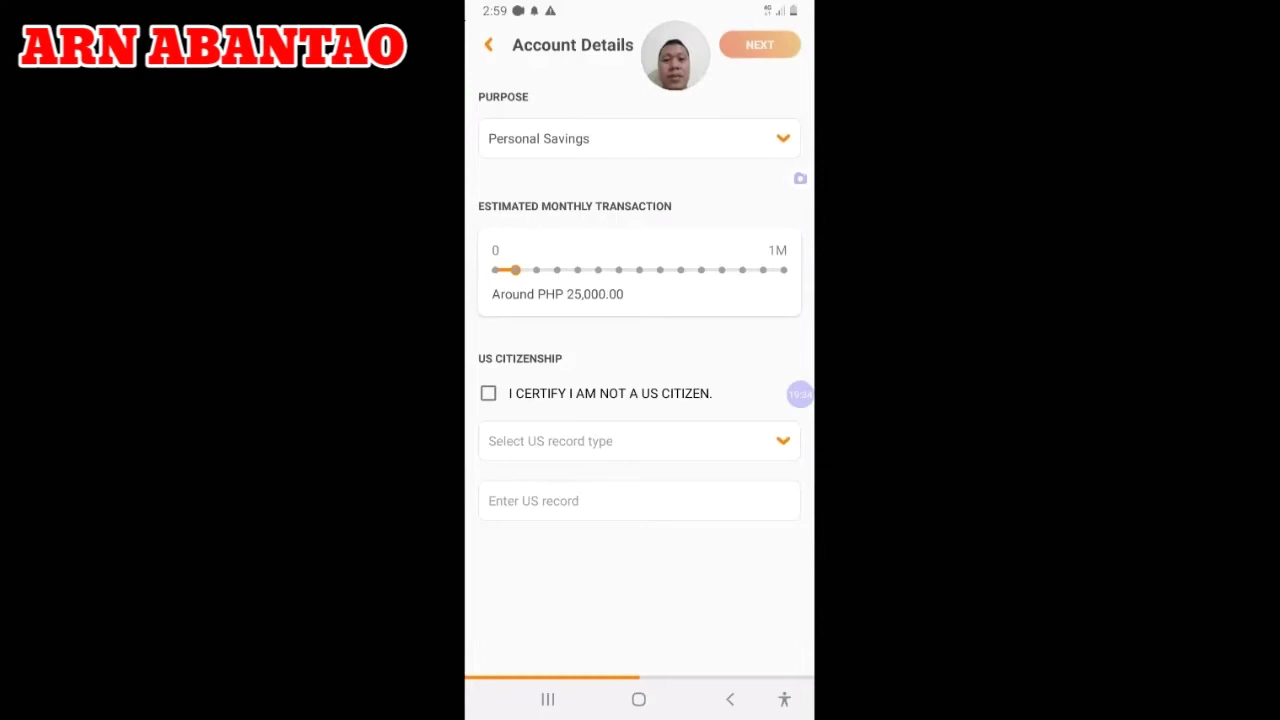 ARN ABANTAO
2:59
Account Details
NEXT
PURPOSE
Personal Savings
ESTIMATED MONTHLY TRANSACTION
0 1M
Around PHP 25,000.00
US CITIZENSHIP
I CERTIFY I AM NOT A US CITIZEN.
Select US record type
Enter US record